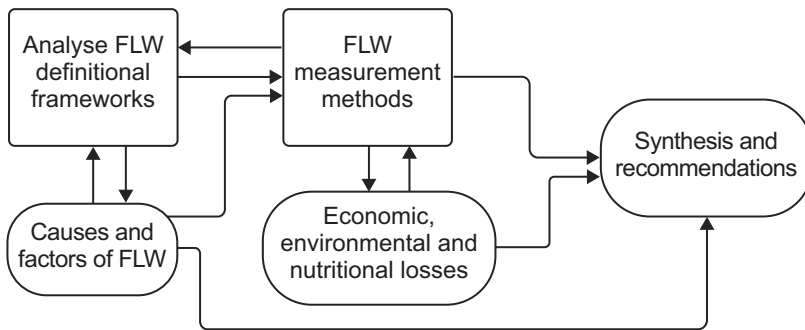 Analyse FLW
definitional
frameworks
FLW
measurement
methods
Synthesis and
recommendations
Causes and
factors of FLW
Economic,
environmental and
nutritional losses